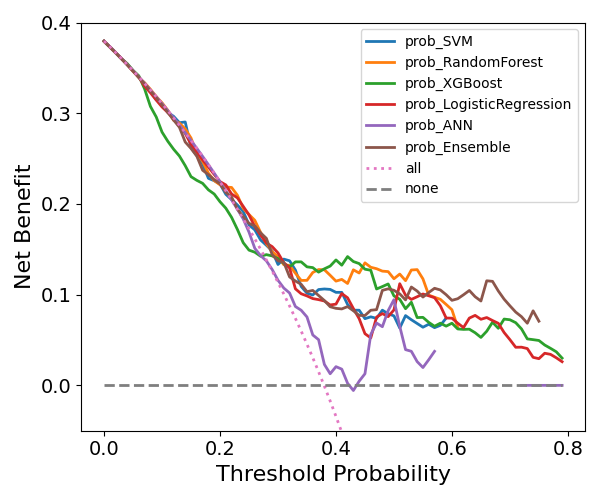 0.4
0.3
0.2
0.1
0.0
Net Benefit
prob_SVM
prob_RandomForest
prob_XGBoost
prob_LogisticRegression
prob_ANN
prob_Ensemble
all
none
0.0 0.2 0.4 0.6 0.8
Threshold Probability